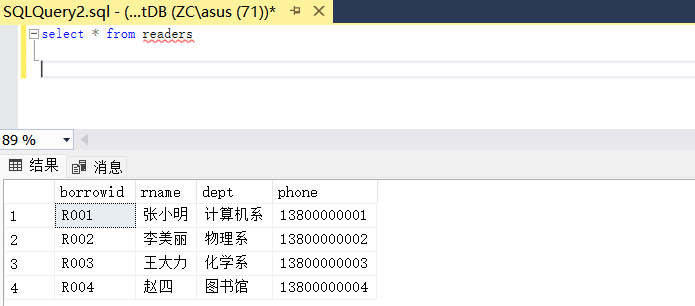 SQLQuery2.sql - (...tDB (ZC\asus (71))*
select * from readers
89 %
结果 消息
borrowid rname dept phone
1 R001 张小明 计算机系 13800000001
2 R002 李美丽 物理系 13800000002
3 R003 王大力 化学系 13800000003
4 R004 赵四 图书馆 13800000004